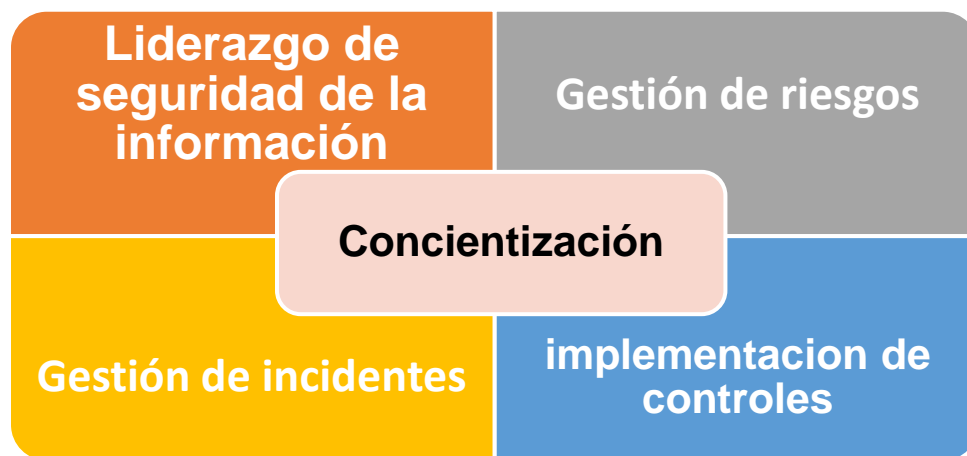 Liderazgo de
seguridad de la
información
Gestión de riesgos
Concientización
Gestión de incidentes
implementacion de
controles